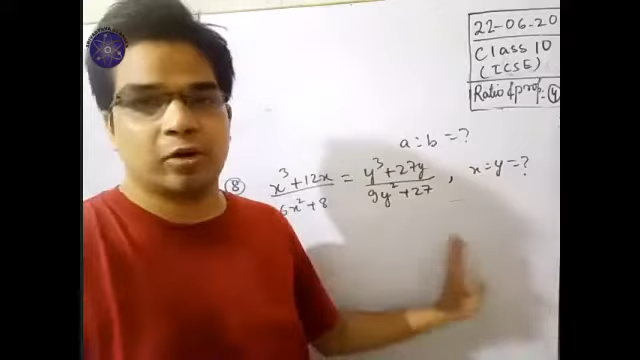 22-06-20
Class 10
(ICSE)
Ratio & prop. 4
a:b = ?
8 x³+12x / 6x²+8 = y³+27y / 9y²+27 , x:y = ?